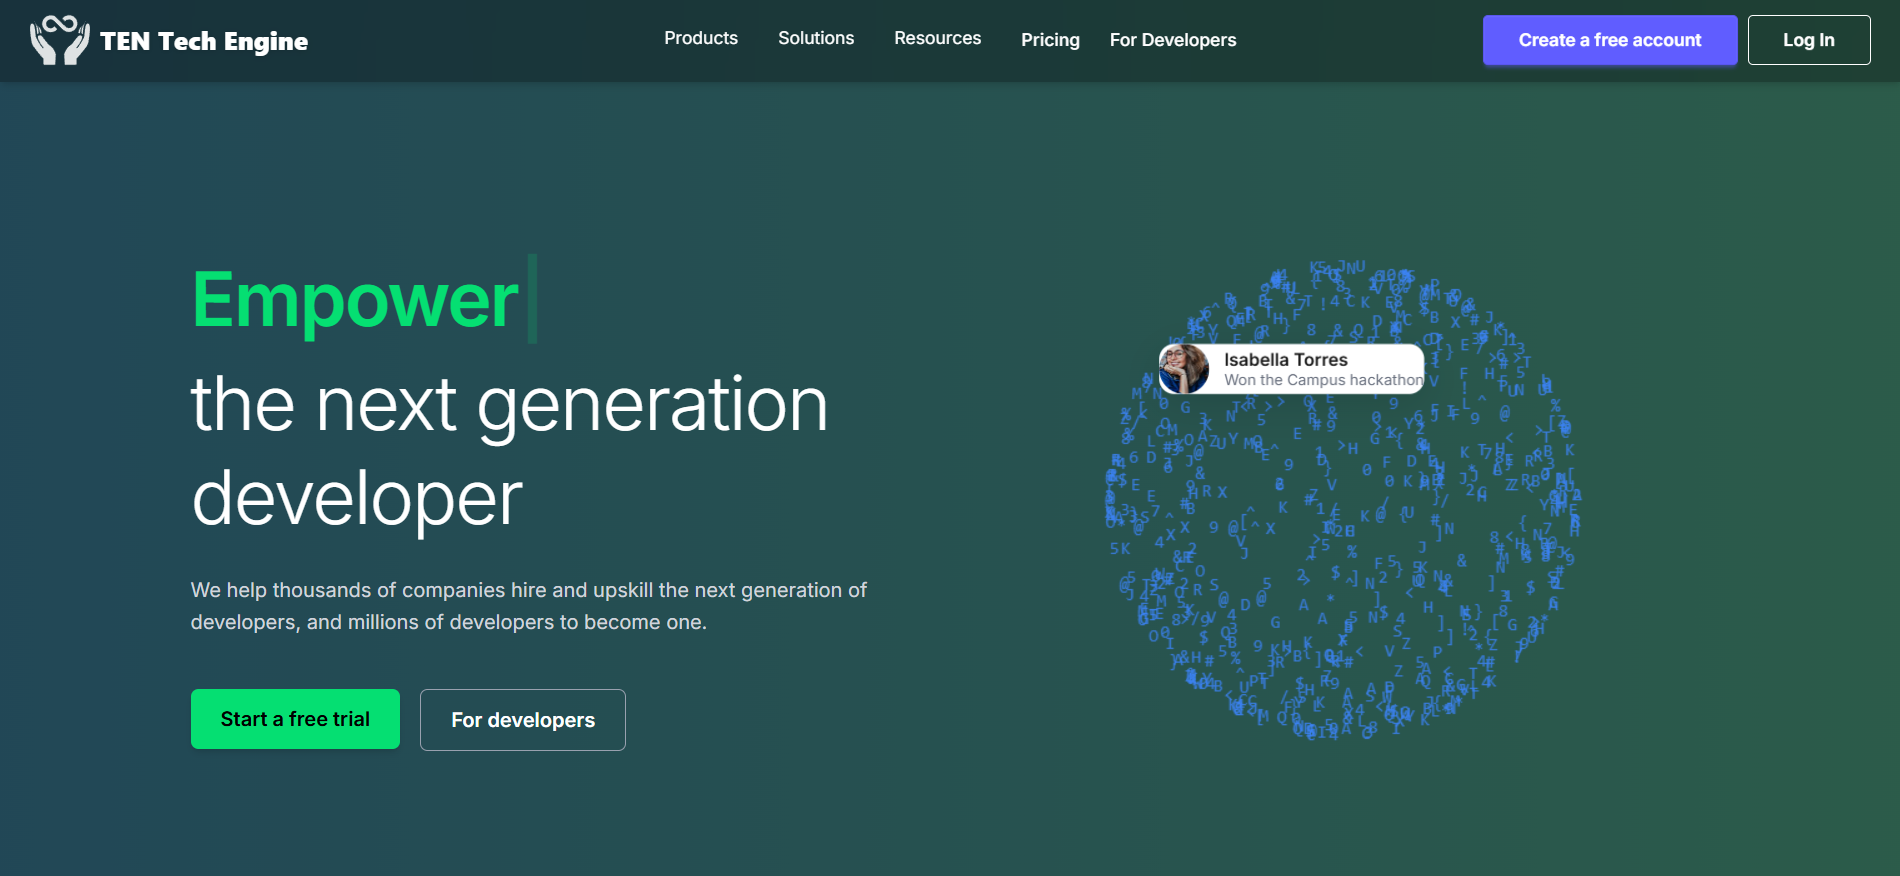 TEN Tech Engine
Products Solutions Resources Pricing For Developers
Create a free account Log In
Empower
the next generation
developer
We help thousands of companies hire and upskill the next generation of
developers, and millions of developers to become one.
Start a free trial For developers
Isabella Torres
Won the Campus hackathon